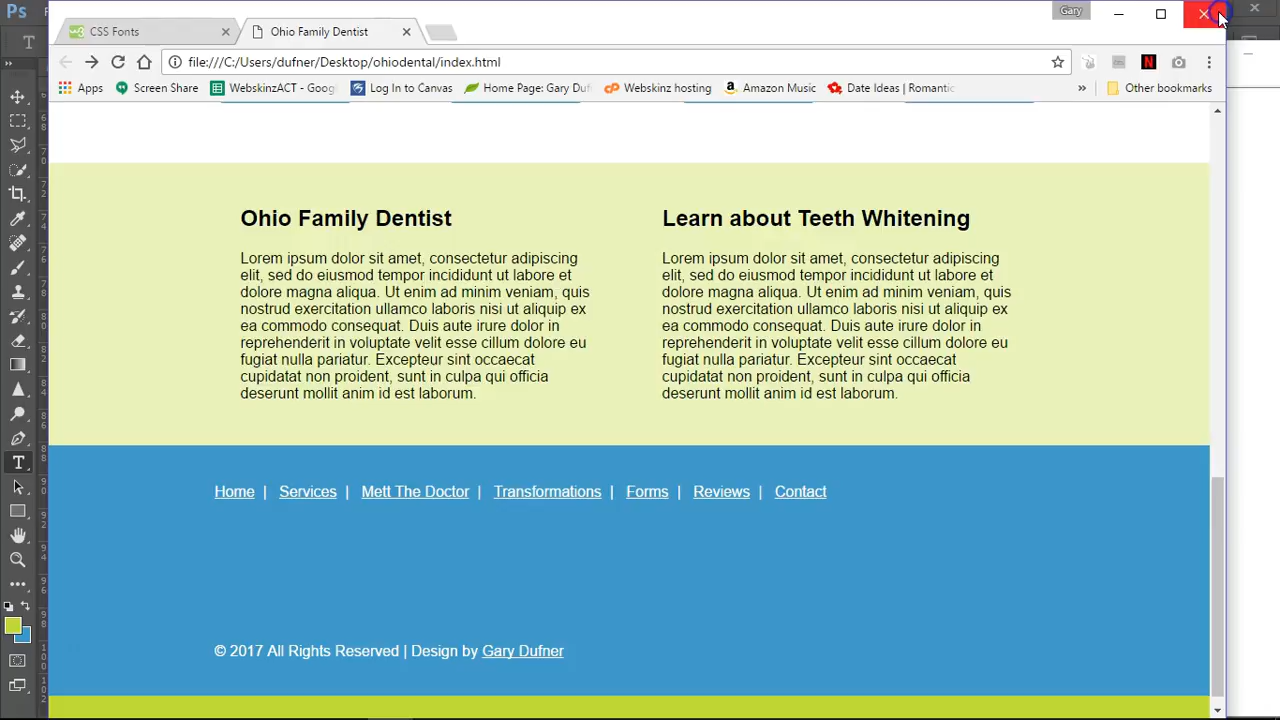 Ps
Gary
CSS Fonts
Ohio Family Dentist
file:///C:/Users/dufner/Desktop/ohiodental/index.html
Apps Screen Share WebskinzACT - Goog Log In to Canvas Home Page: Gary Duf Webskinz hosting Amazon Music Date Ideas | Romantic » Other bookmarks
Ohio Family Dentist
Lorem ipsum dolor sit amet, consectetur adipiscing
elit, sed do eiusmod tempor incididunt ut labore et
dolore magna aliqua. Ut enim ad minim veniam, quis
nostrud exercitation ullamco laboris nisi ut aliquip ex
ea commodo consequat. Duis aute irure dolor in
reprehenderit in voluptate velit esse cillum dolore eu
fugiat nulla pariatur. Excepteur sint occaecat
cupidatat non proident, sunt in culpa qui officia
deserunt mollit anim id est laborum.
Learn about Teeth Whitening
Lorem ipsum dolor sit amet, consectetur adipiscing
elit, sed do eiusmod tempor incididunt ut labore et
dolore magna aliqua. Ut enim ad minim veniam, quis
nostrud exercitation ullamco laboris nisi ut aliquip ex
ea commodo consequat. Duis aute irure dolor in
reprehenderit in voluptate velit esse cillum dolore eu
fugiat nulla pariatur. Excepteur sint occaecat
cupidatat non proident, sunt in culpa qui officia
deserunt mollit anim id est laborum.
Home | Services | Mett The Doctor | Transformations | Forms | Reviews | Contact
© 2017 All Rights Reserved | Design by Gary Dufner